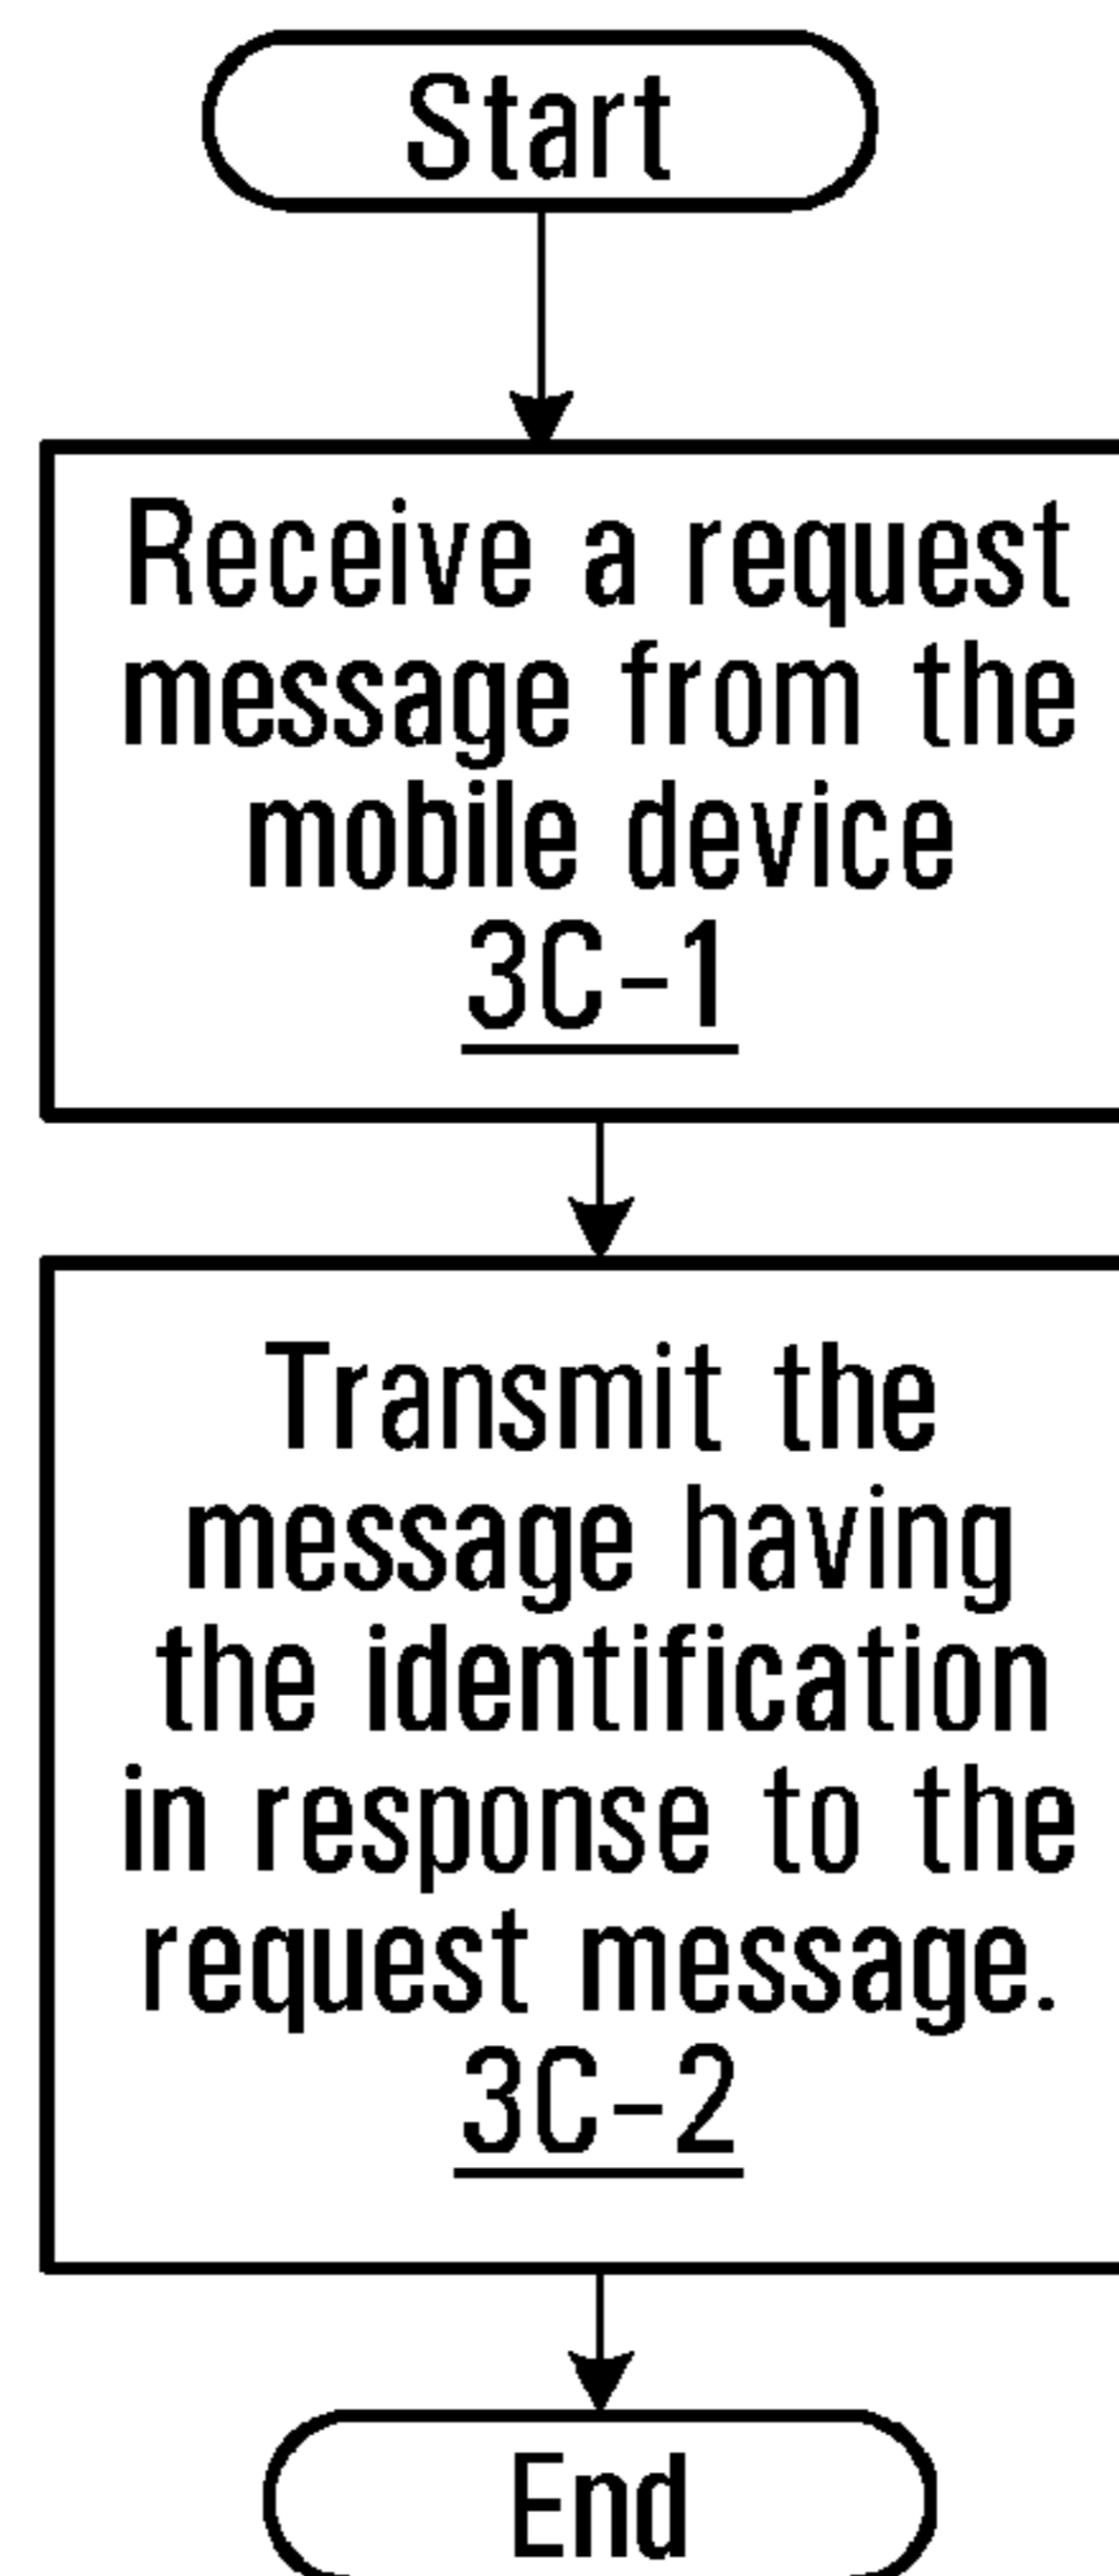 Start
Receive a request
message from the
mobile device
3C-1
Transmit the
message having
the identification
in response to the
request message.
3C-2
End